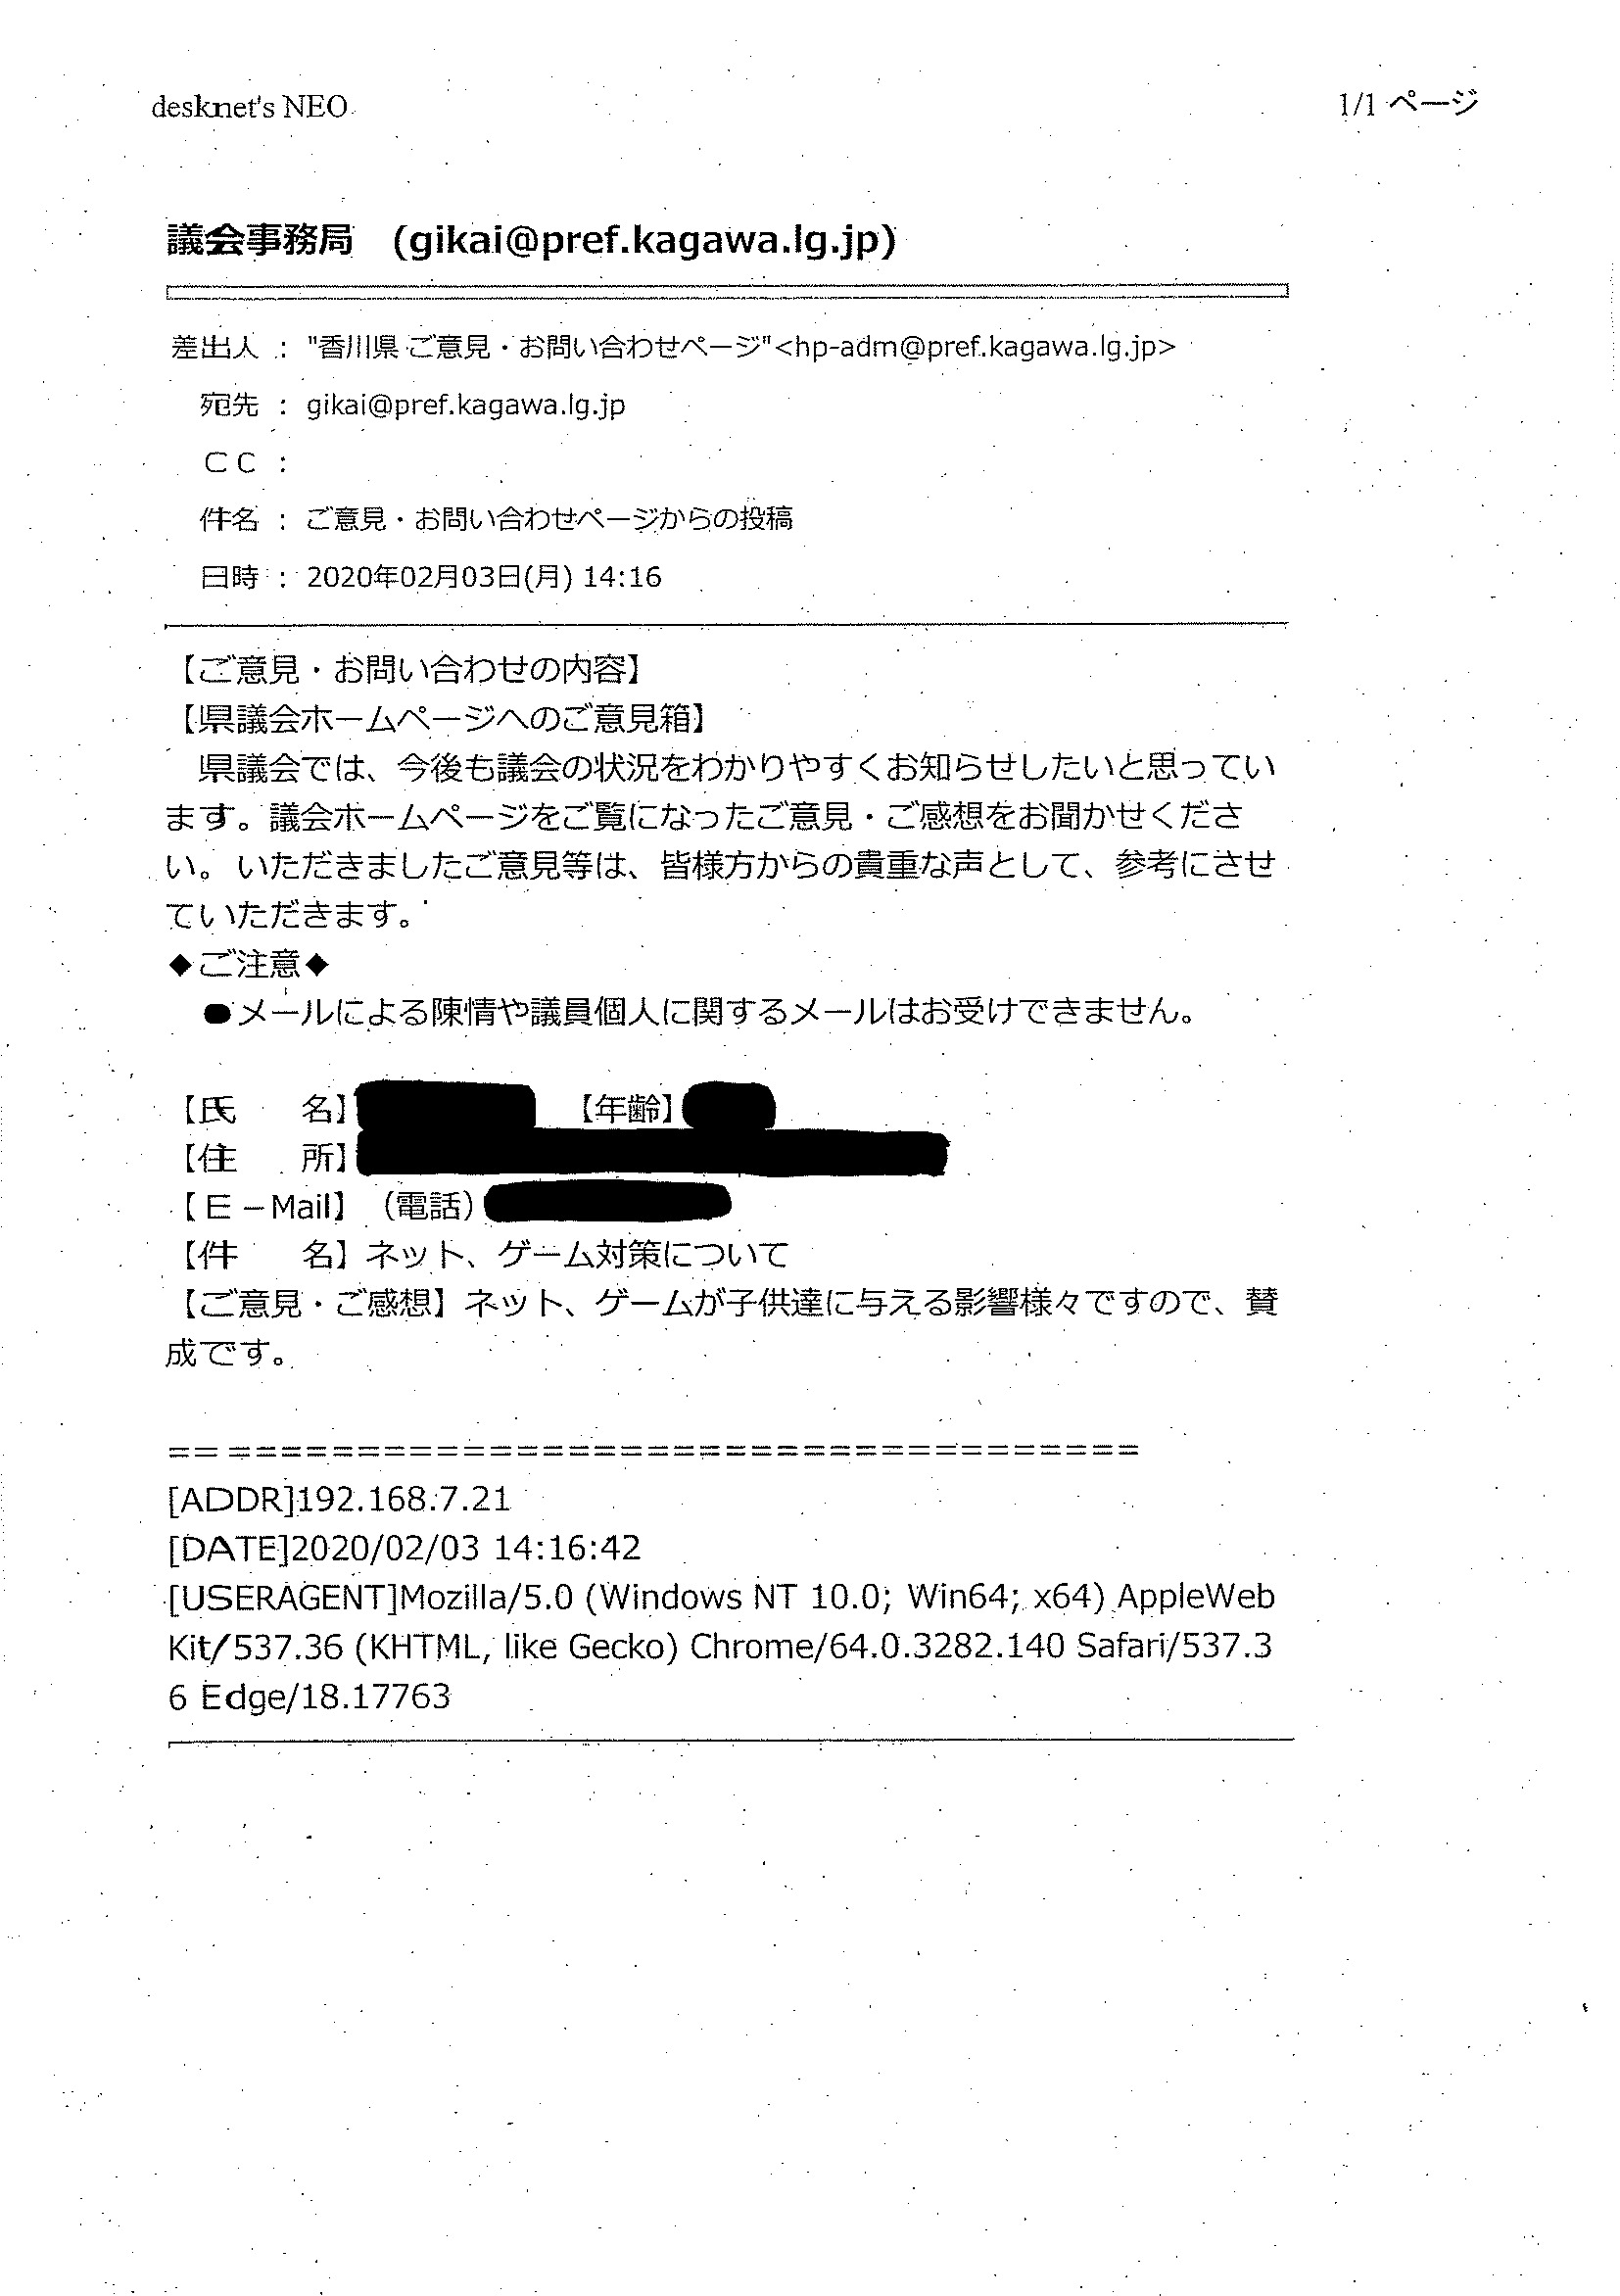 desknet's NEO
1/1 ページ
議会事務局 (gikai@pref.kagawa.lg.jp)
差出人 : "香川県 ご意見・お問い合わせページ"<hp-adm@pref.kagawa.lg.jp>
宛先 : gikai@pref.kagawa.lg.jp
ＣＣ :
件名 : ご意見・お問い合わせページからの投稿
日時 : 2020年02月03日(月) 14:16
【ご意見・お問い合わせの内容】
【県議会ホームページへのご意見箱】
　県議会では、今後も議会の状況をわかりやすくお知らせしたいと思ってい
ます。議会ホームページをご覧になったご意見・ご感想をお聞かせくださ
い。 いただきましたご意見等は、皆様方からの貴重な声として、参考にさせ
ていただきます。
◆ご注意◆
　●メールによる陳情や議員個人に関するメールはお受けできません。
【氏　　名】　【年齢】
【住　　所】
【Ｅ－Mail】（電話）
【件　　名】ネット、ゲーム対策について
【ご意見・ご感想】ネット、ゲームが子供達に与える影響様々ですので、賛
成です。
=====================================
[ADDR]192.168.7.21
[DATE]2020/02/03 14:16:42
[USERAGENT]Mozilla/5.0 (Windows NT 10.0; Win64; x64) AppleWeb
Kit/537.36 (KHTML, like Gecko) Chrome/64.0.3282.140 Safari/537.3
6 Edge/18.17763